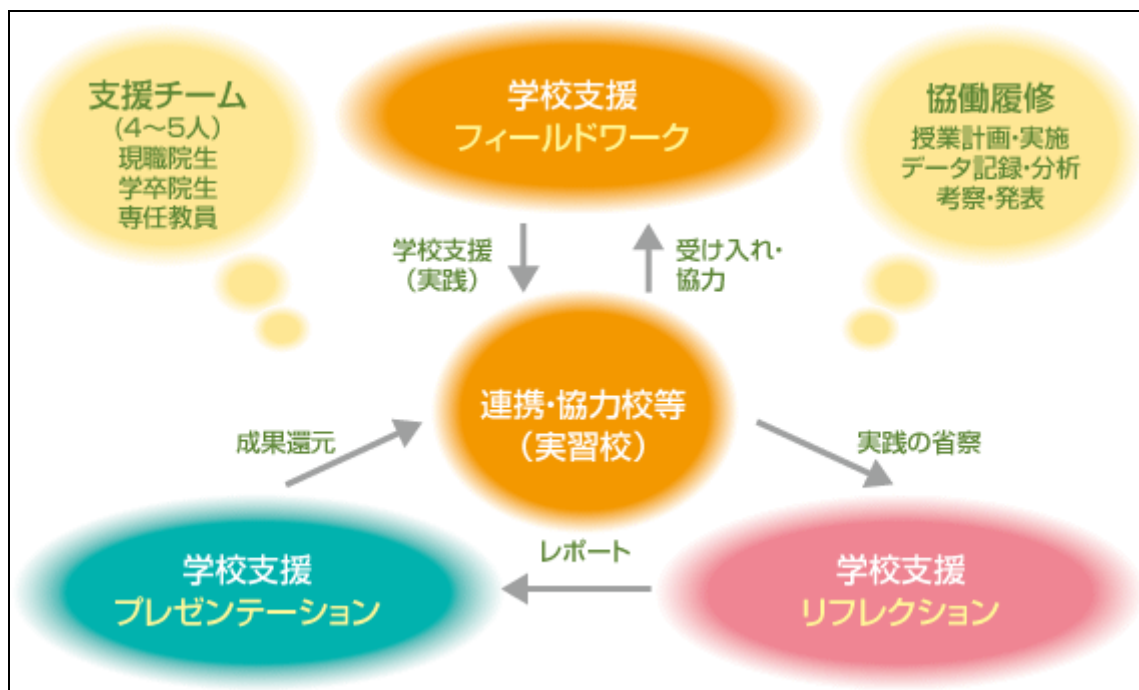 支援チーム
(4～5人)
現職院生
学卒院生
専任教員
学校支援
フィールドワーク
協働履修
授業計画・実施
データ記録・分析
考察・発表
学校支援
(実践)
受け入れ・
協力
連携・協力校等
(実習校)
成果還元
実践の省察
学校支援
プレゼンテーション
レポート
学校支援
リフレクション